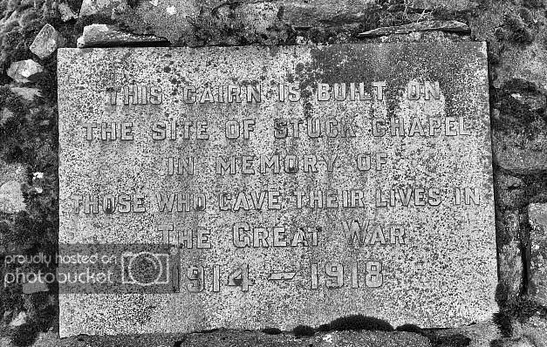 THIS CAIRN IS BUILT ON
THE SITE OF STUCK CHAPEL
IN MEMORY OF
THOSE WHO GAVE THEIR LIVES IN
THE GREAT WAR
1914 – 1918
proudly hosted on
photobucket